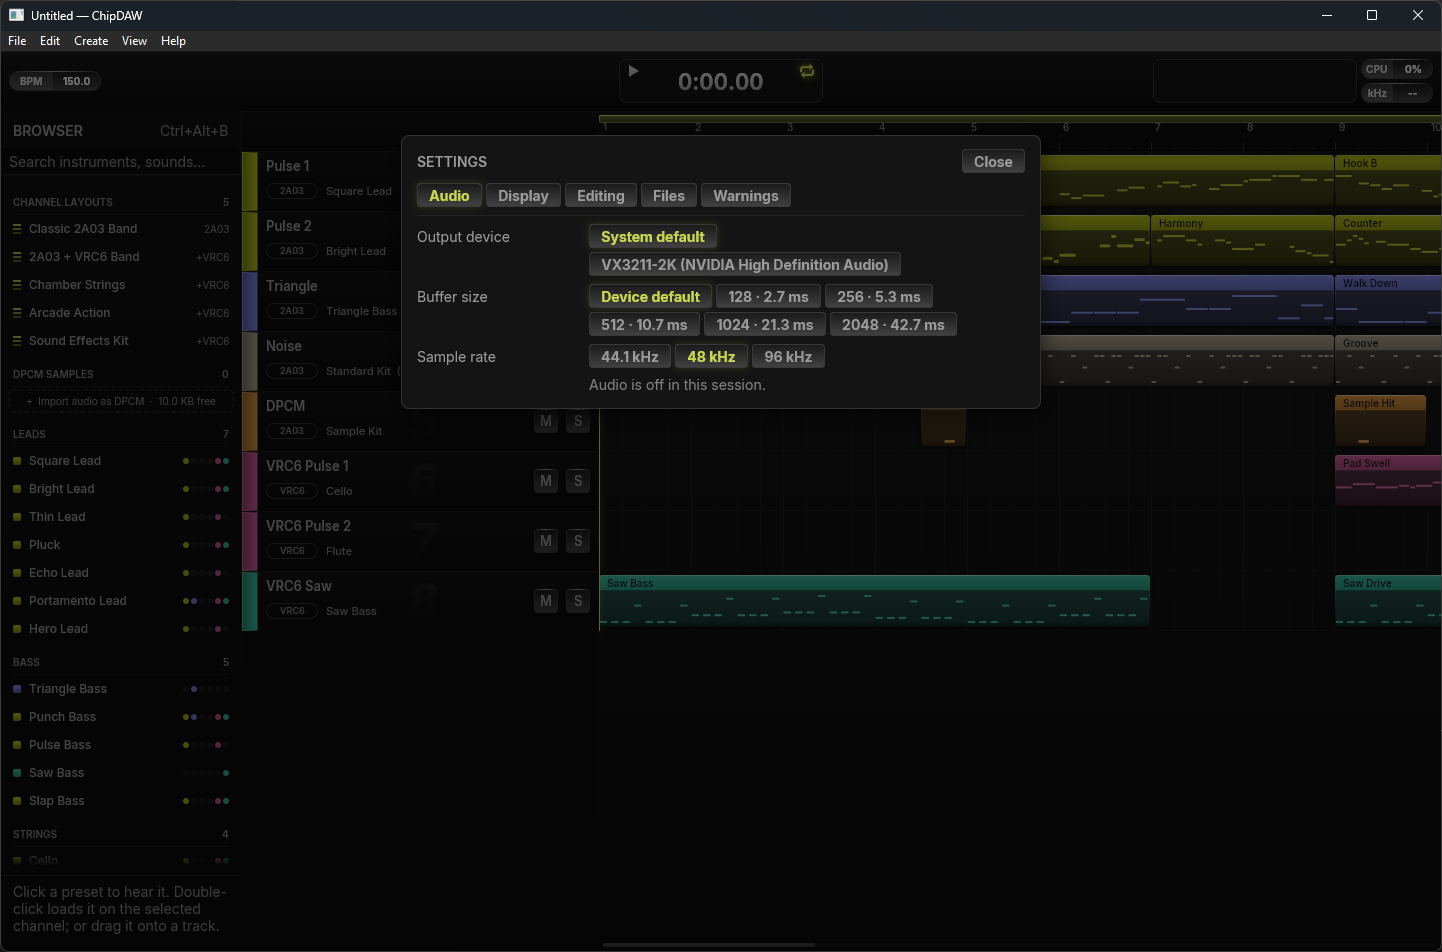 Untitled — ChipDAW
File Edit Create View Help
BPM 150.0
0:00.00
CPU 0%
kHz --
BROWSER Ctrl+Alt+B
Search instruments, sounds...
CHANNEL LAYOUTS 5
Classic 2A03 Band 2A03
2A03 + VRC6 Band +VRC6
Chamber Strings +VRC6
Arcade Action +VRC6
Sound Effects Kit +VRC6
DPCM SAMPLES 0
+ Import audio as DPCM · 10.0 KB free
LEADS 7
Square Lead
Bright Lead
Thin Lead
Pluck
Echo Lead
Portamento Lead
Hero Lead
BASS 5
Triangle Bass
Punch Bass
Pulse Bass
Saw Bass
Slap Bass
STRINGS 4
Cello
Click a preset to hear it. Double-
click loads it on the selected
channel; or drag it onto a track.
1 2 3 4 5 6 7 8 9 10
Pulse 1
2A03 Square Lead
Pulse 2
2A03 Bright Lead
Triangle
2A03 Triangle Bass
Noise
2A03 Standard Kit (
DPCM
2A03 Sample Kit
M S
VRC6 Pulse 1
VRC6 Cello
6
M S
VRC6 Pulse 2
VRC6 Flute
7
M S
VRC6 Saw
VRC6 Saw Bass
8
M S
SETTINGS Close
Audio Display Editing Files Warnings
Output device System default
VX3211-2K (NVIDIA High Definition Audio)
Buffer size Device default 128 · 2.7 ms 256 · 5.3 ms
512 · 10.7 ms 1024 · 21.3 ms 2048 · 42.7 ms
Sample rate 44.1 kHz 48 kHz 96 kHz
Audio is off in this session.
Hook B
Harmony Counter
Walk Down
Groove
Sample Hit
Pad Swell
Saw Bass Saw Drive